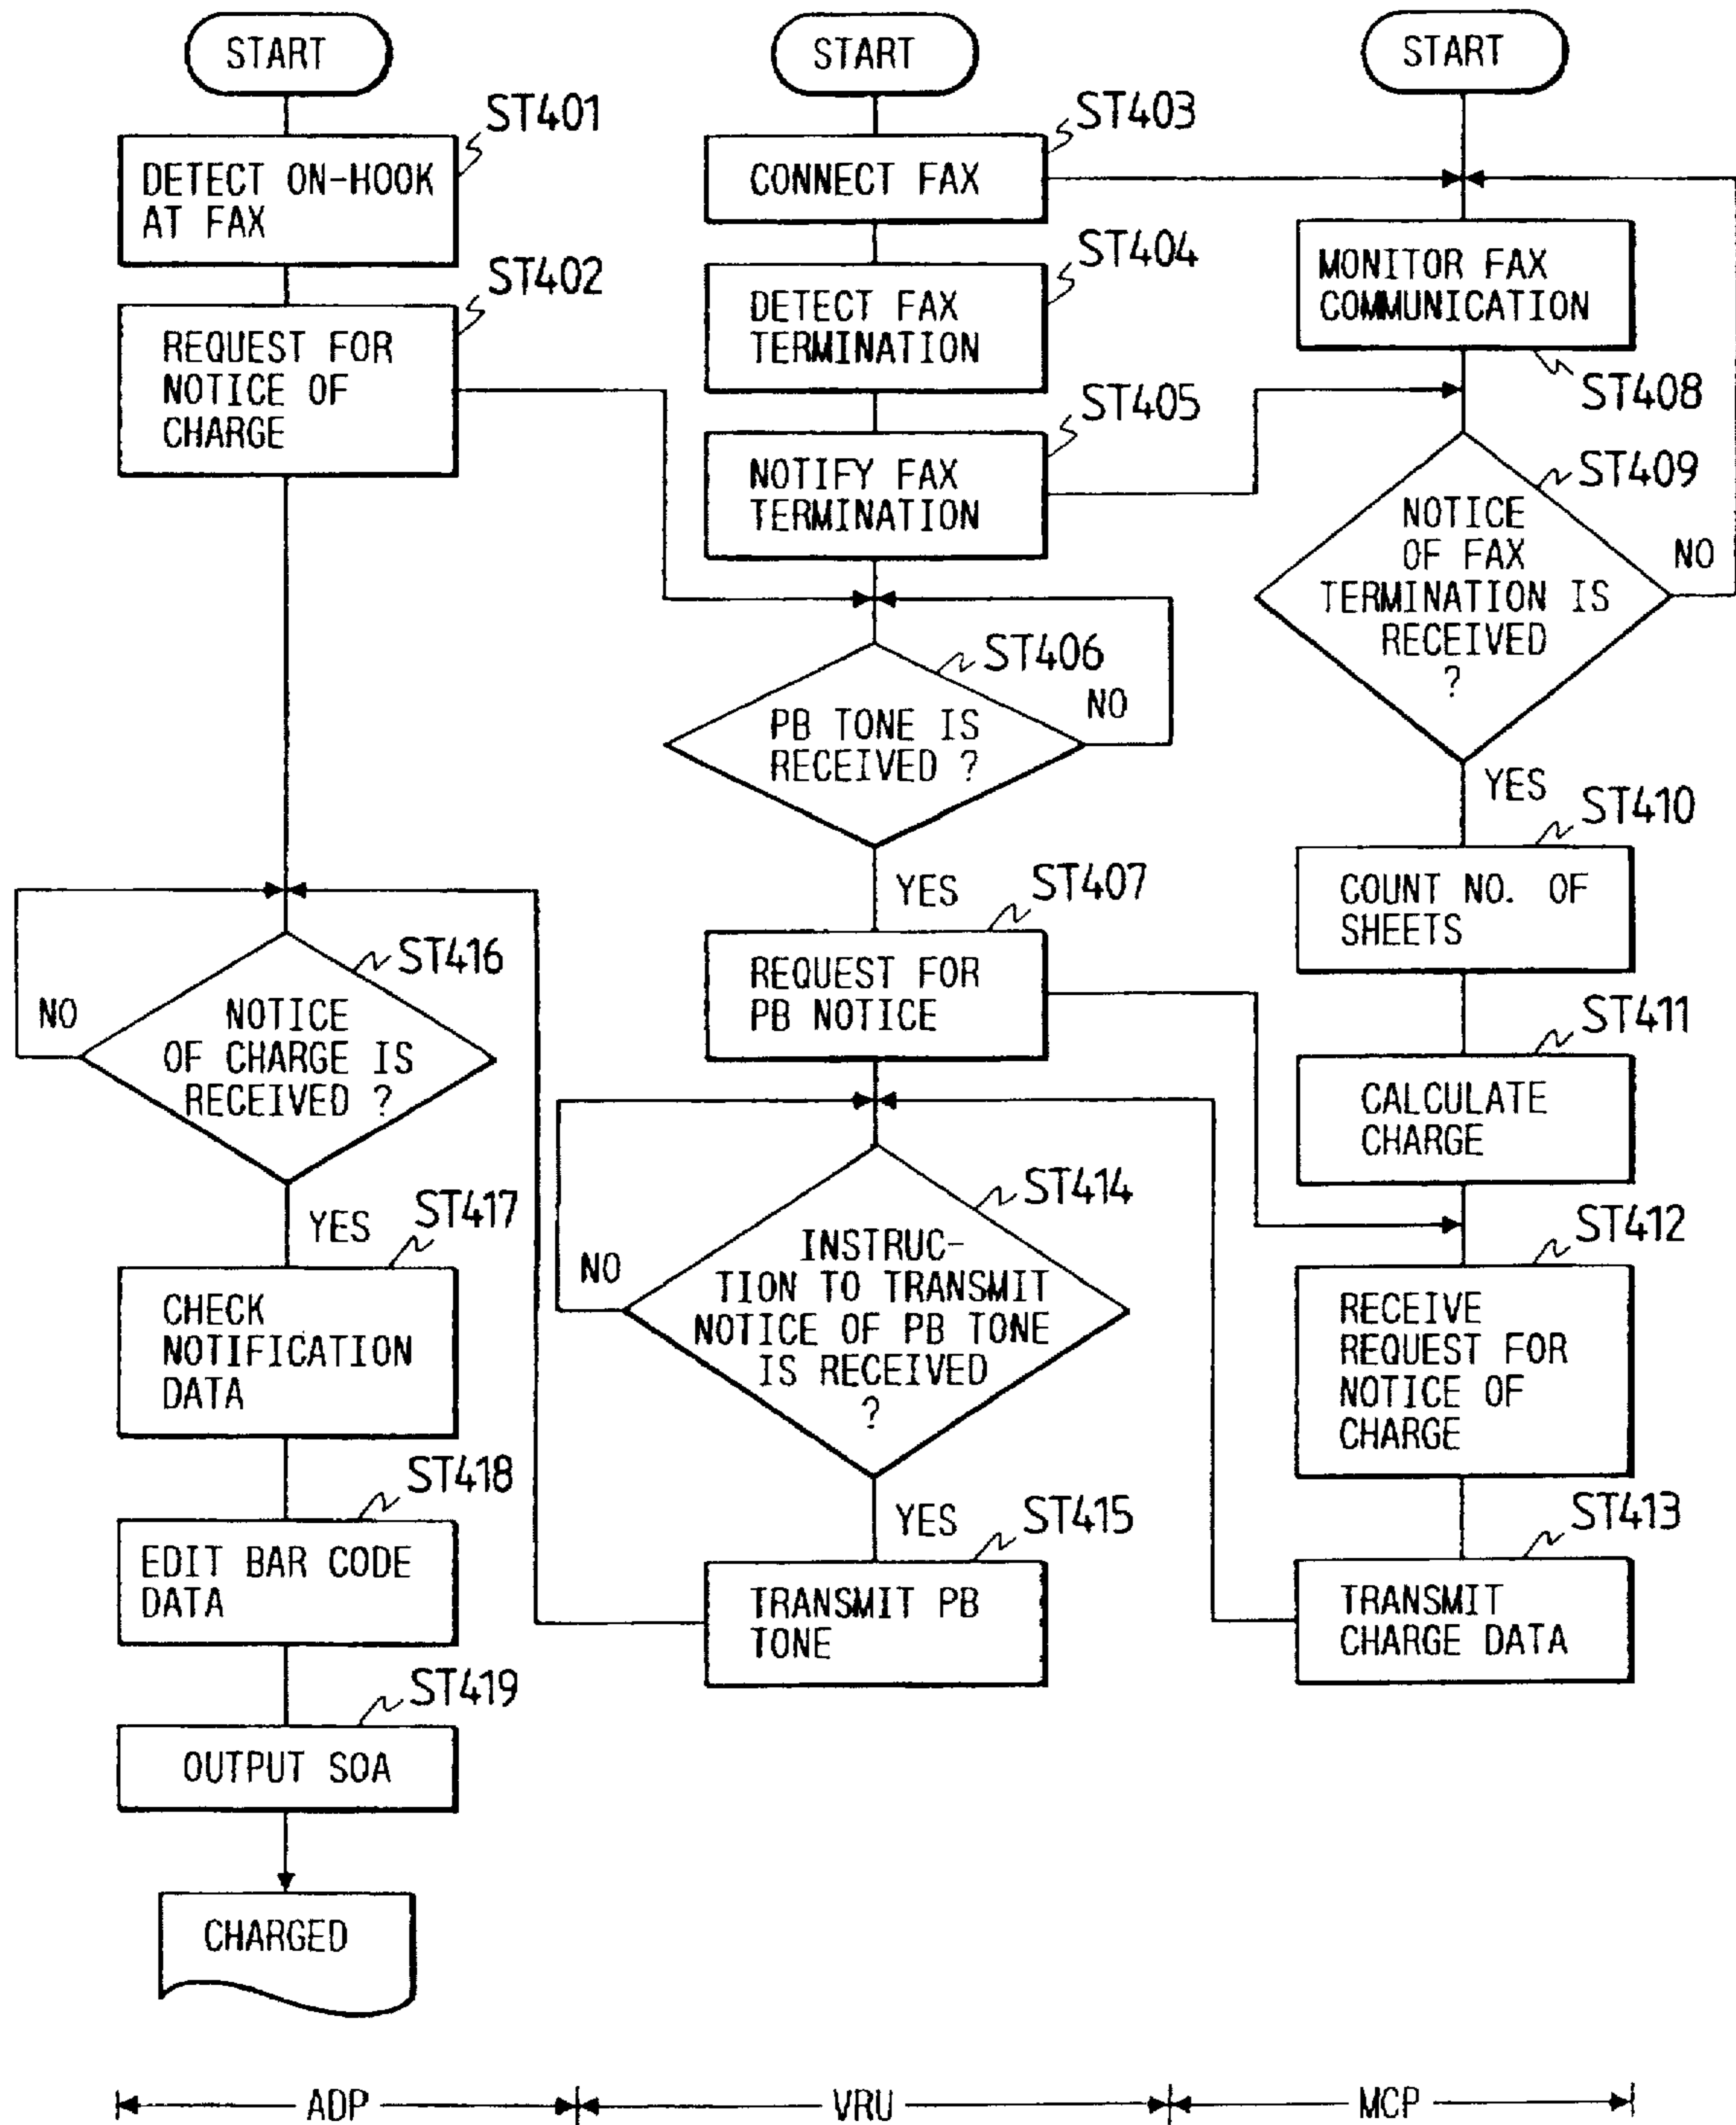 START
ST401
DETECT ON-HOOK
AT FAX
ST402
REQUEST FOR
NOTICE OF
CHARGE
ST416
NO
NOTICE
OF CHARGE IS
RECEIVED ?
YES
ST417
CHECK
NOTIFICATION
DATA
ST418
EDIT BAR CODE
DATA
ST419
OUTPUT SOA
CHARGED
START
ST403
CONNECT FAX
ST404
DETECT FAX
TERMINATION
ST405
NOTIFY FAX
TERMINATION
ST406
PB TONE IS
RECEIVED ?
NO
YES
ST407
REQUEST FOR
PB NOTICE
ST414
NO
INSTRUC-
TION TO TRANSMIT
NOTICE OF PB TONE
IS RECEIVED
?
YES
ST415
TRANSMIT PB
TONE
START
MONITOR FAX
COMMUNICATION
ST408
ST409
NOTICE
OF FAX
TERMINATION IS
RECEIVED
?
NO
YES
ST410
COUNT NO. OF
SHEETS
ST411
CALCULATE
CHARGE
ST412
RECEIVE
REQUEST FOR
NOTICE OF
CHARGE
ST413
TRANSMIT
CHARGE DATA
ADP
VRU
MCP